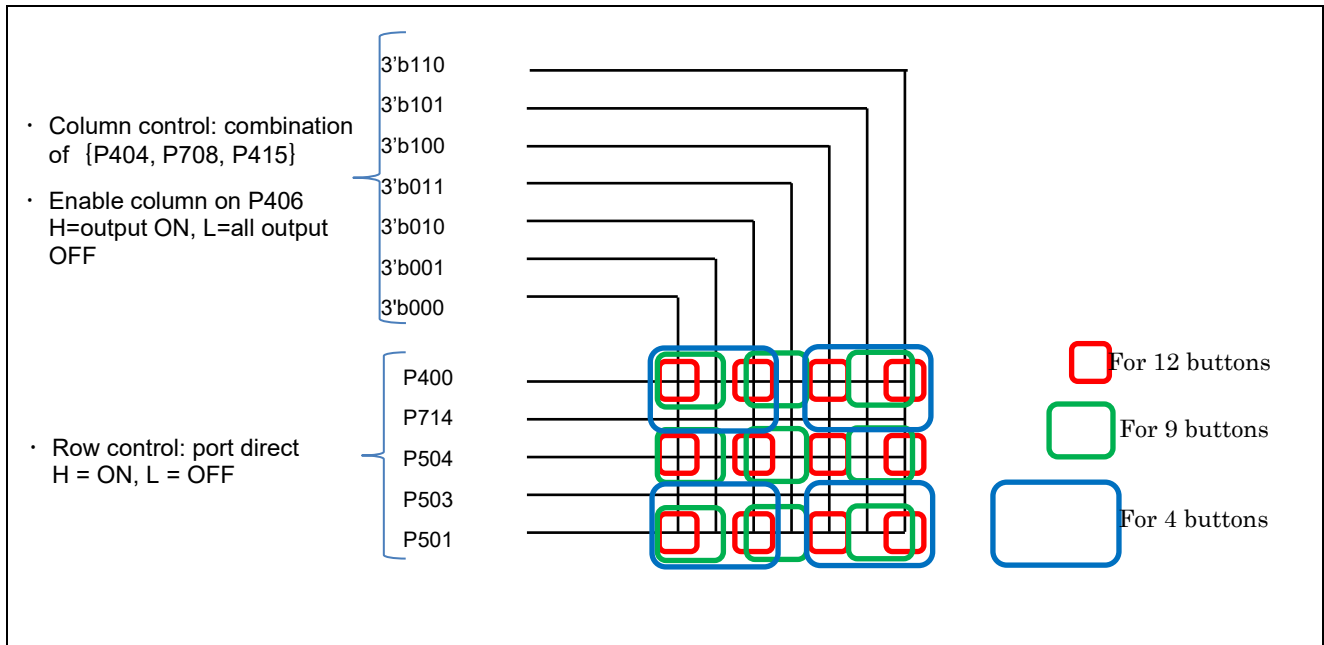 3’b110
3’b101
・ Column control: combination
of {P404, P708, P415}
3’b100
3’b011
・ Enable column on P406
H=output ON, L=all output
OFF
3’b010
3’b001
3'b000
P400
P714
・ Row control: port direct
H = ON, L = OFF
P504
P503
P501
For 12 buttons
For 9 buttons
For 4 buttons